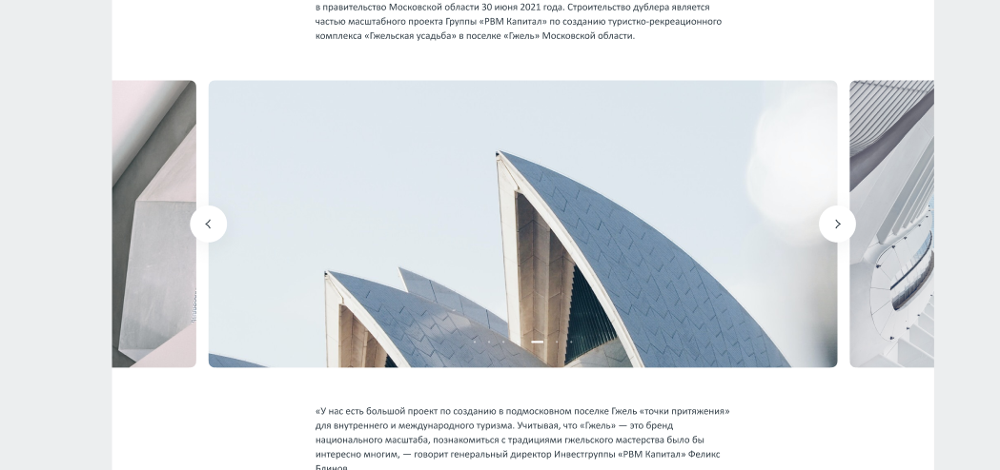 в правительство Московской области 30 июня 2021 года. Строительство дублера является
частью масштабного проекта Группы «РВМ Капитал» по созданию туристко-рекреационного
комплекса «Гжельская усадьба» в поселке «Гжель» Московской области.
«У нас есть большой проект по созданию в подмосковном поселке Гжель «точки притяжения»
для внутреннего и международного туризма. Учитывая, что «Гжель» — это бренд
национального масштаба, познакомиться с традициями гжельского мастерства было бы
интересно многим, — говорит генеральный директор Инвестгруппы «РВМ Капитал» Феликс
Блинов